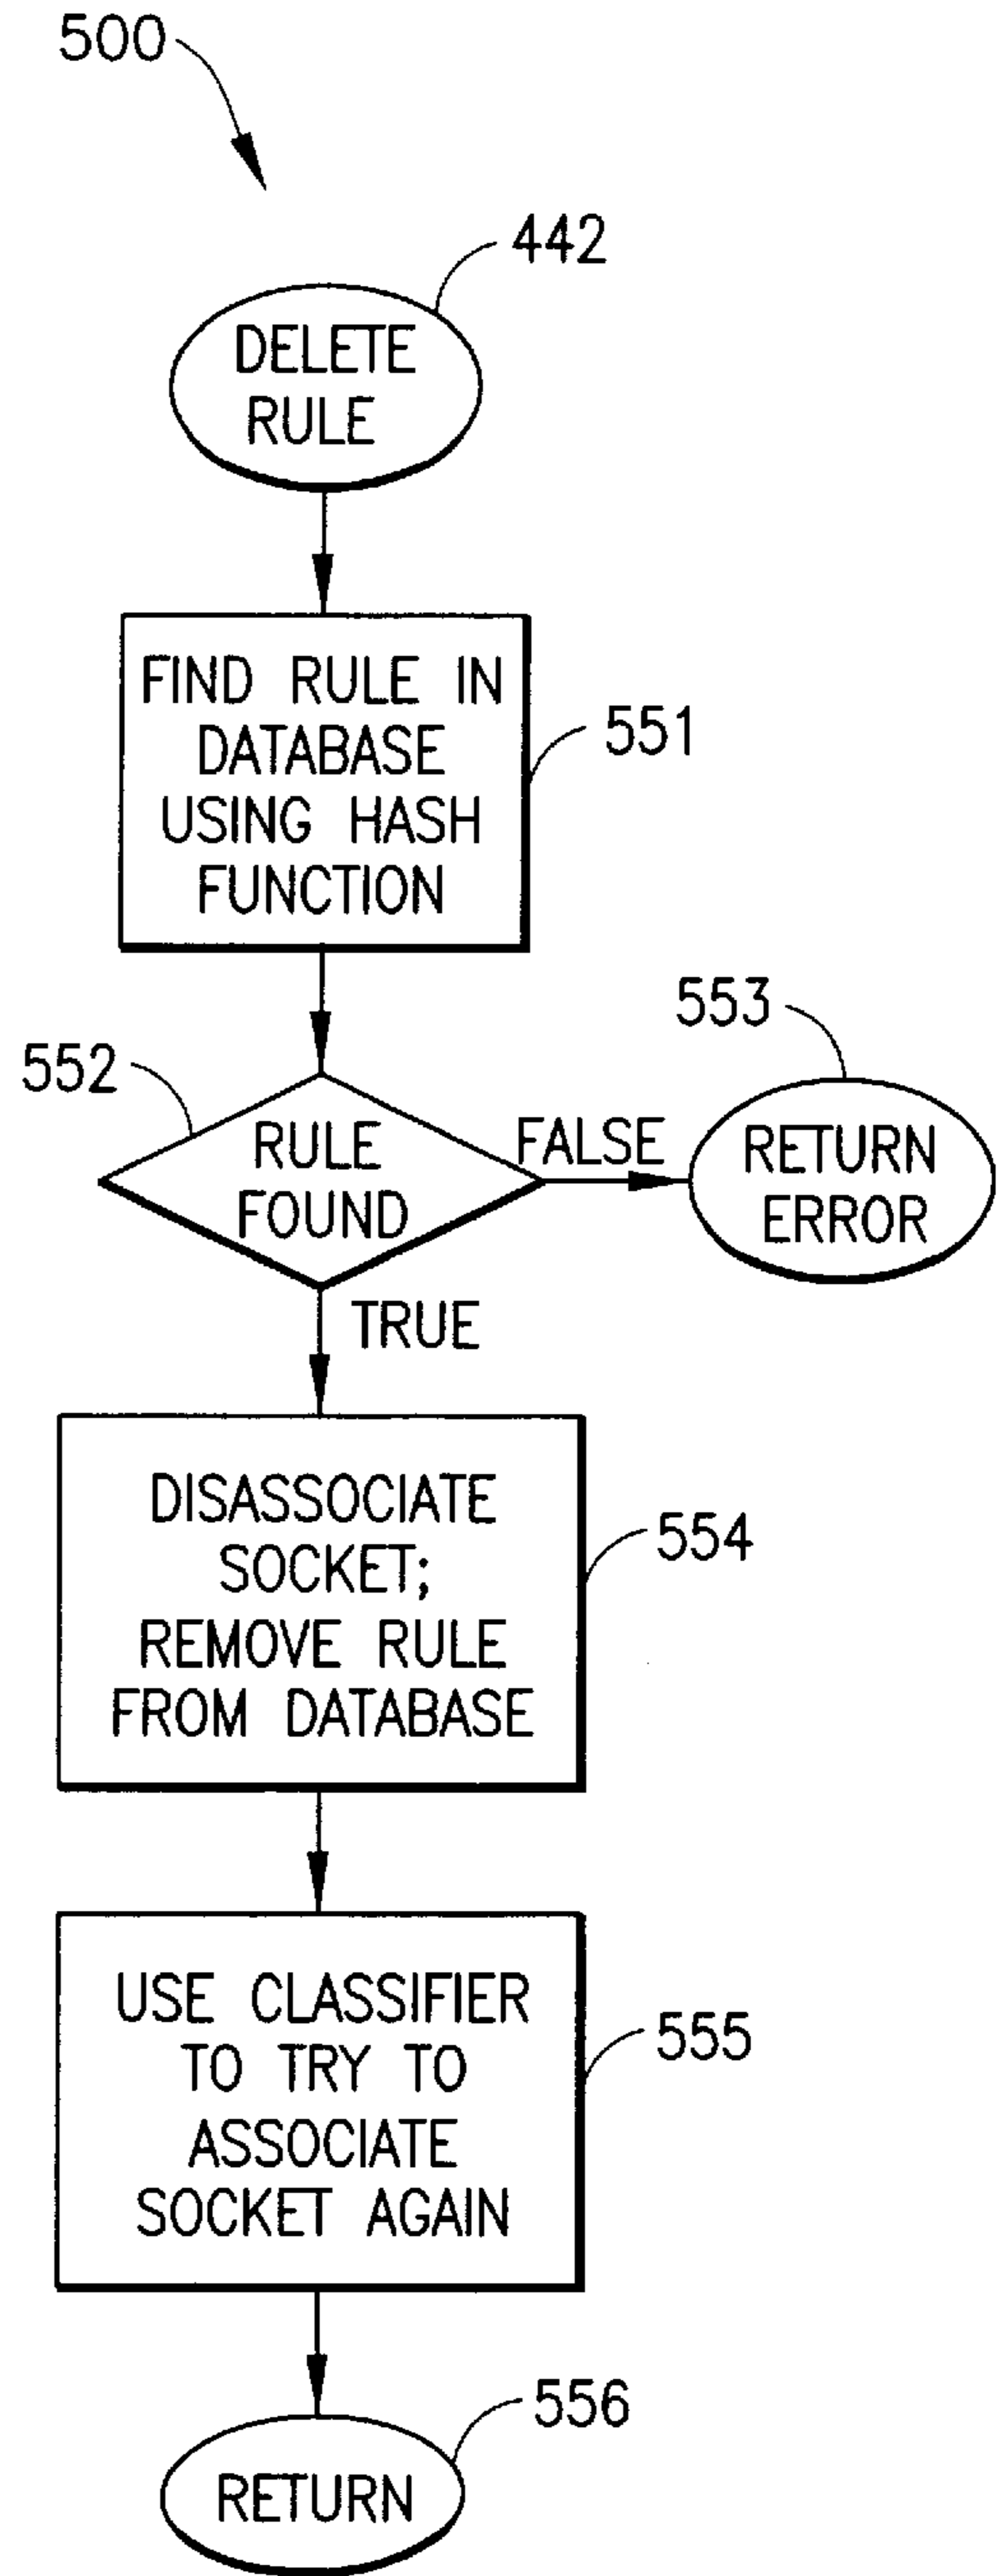 500
442
DELETE
RULE
FIND RULE IN
DATABASE
USING HASH
FUNCTION
551
552
RULE
FOUND
FALSE
553
RETURN
ERROR
TRUE
DISASSOCIATE
SOCKET;
REMOVE RULE
FROM DATABASE
554
USE CLASSIFIER
TO TRY TO
ASSOCIATE
SOCKET AGAIN
555
556
RETURN